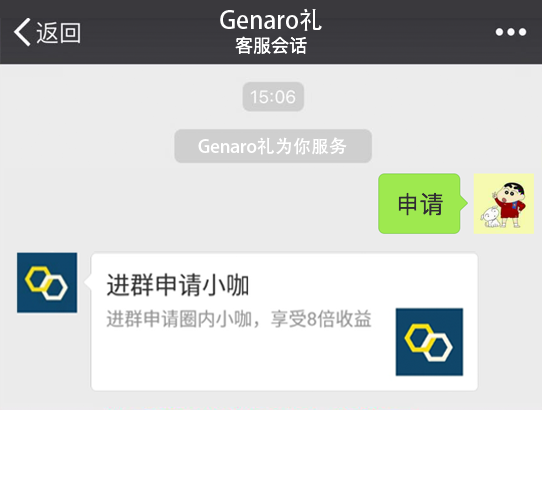 Genaro礼
返回
客服会话
15:06
Genaro礼为你服务
申请
进群申请小咖
进群申请圈内小咖，享受8倍收益